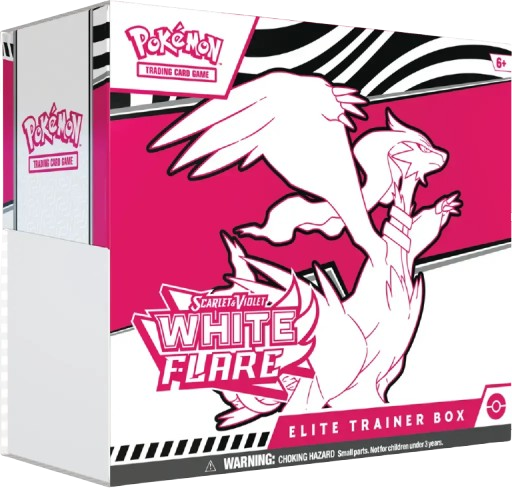 Pokémon
TRADING CARD GAME
6+
Pokémon
TRADING CARD GAME
SCARLET & VIOLET
WHITE
FLARE
ELITE TRAINER BOX
WARNING: CHOKING HAZARD Small parts. Not for children under 3 years.